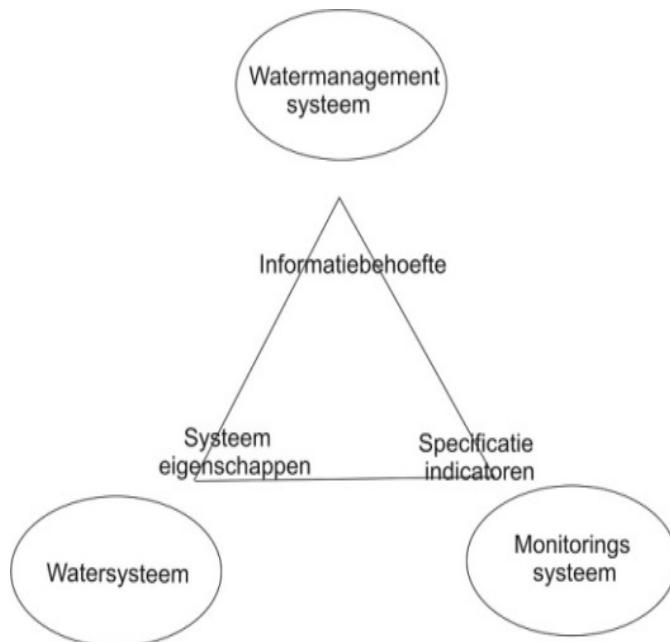 Watermanagement
systeem
Informatiebehoefte
Systeem
eigenschappen
Specificatie
indicatoren
Watersysteem
Monitorings
systeem